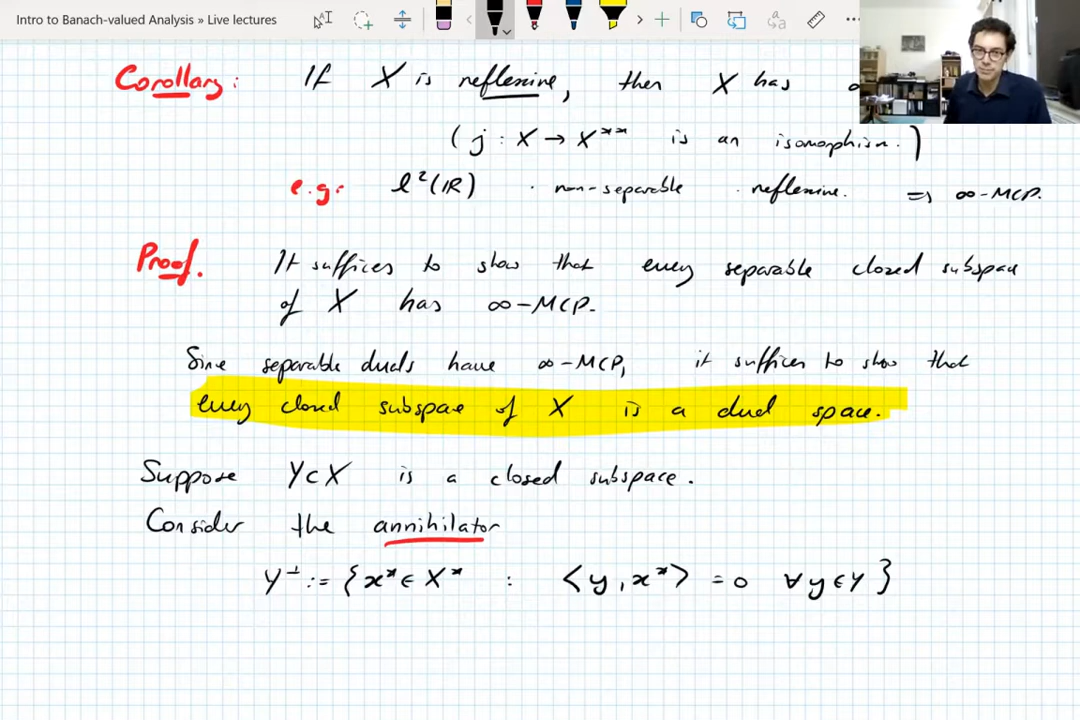 Intro to Banach-valued Analysis » Live lectures
Corollary: If X is reflexive, then X has
(j : X → X** is an isomorphism.)
e.g: ℓ²(ℝ) · non-separable · reflexive. ⇒ ∞-MCP.
Proof. It suffices to show that every separable closed subspace
of X has ∞-MCP.
Since separable duals have ∞-MCP, it suffices to show that
every closed subspace of X is a dual space.
Suppose Y⊂X is a closed subspace.
Consider the annihilator
Y^⊥ := {x* ∈ X* : <y, x*> = 0 ∀y∈Y}